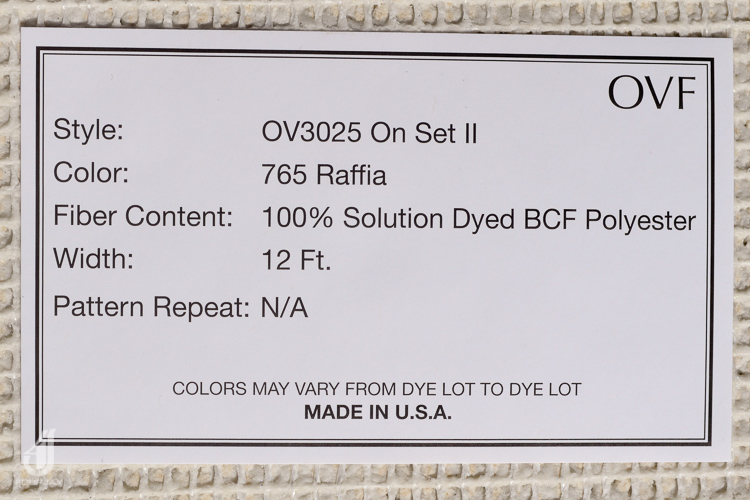 OVF
Style: OV3025 On Set II
Color: 765 Raffia
Fiber Content: 100% Solution Dyed BCF Polyester
Width: 12 Ft.
Pattern Repeat: N/A
COLORS MAY VARY FROM DYE LOT TO DYE LOT
MADE IN U.S.A.